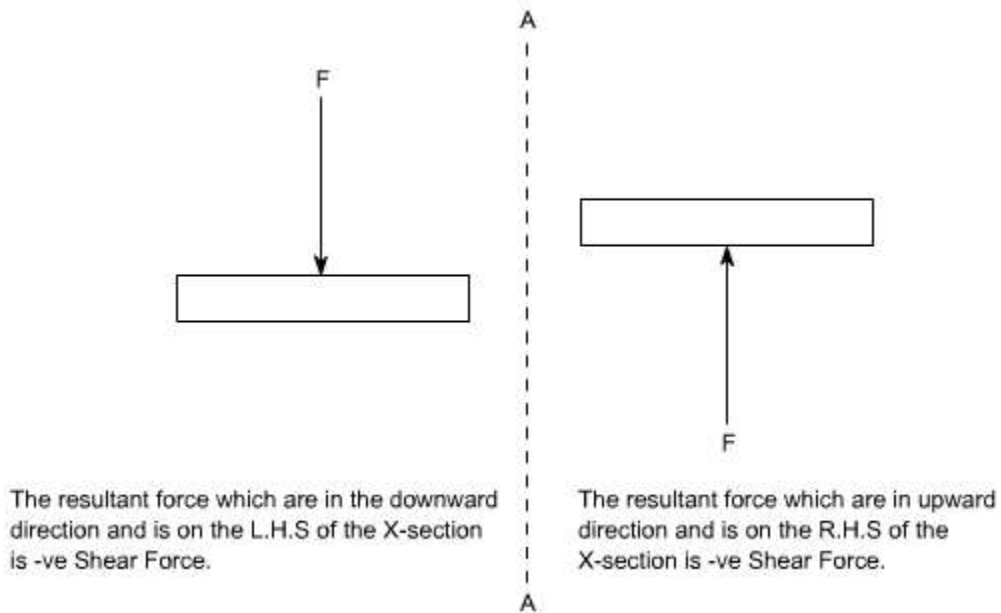 A
F
F
The resultant force which are in the downward
direction and is on the L.H.S of the X-section
is -ve Shear Force.
The resultant force which are in upward
direction and is on the R.H.S of the
X-section is -ve Shear Force.
A